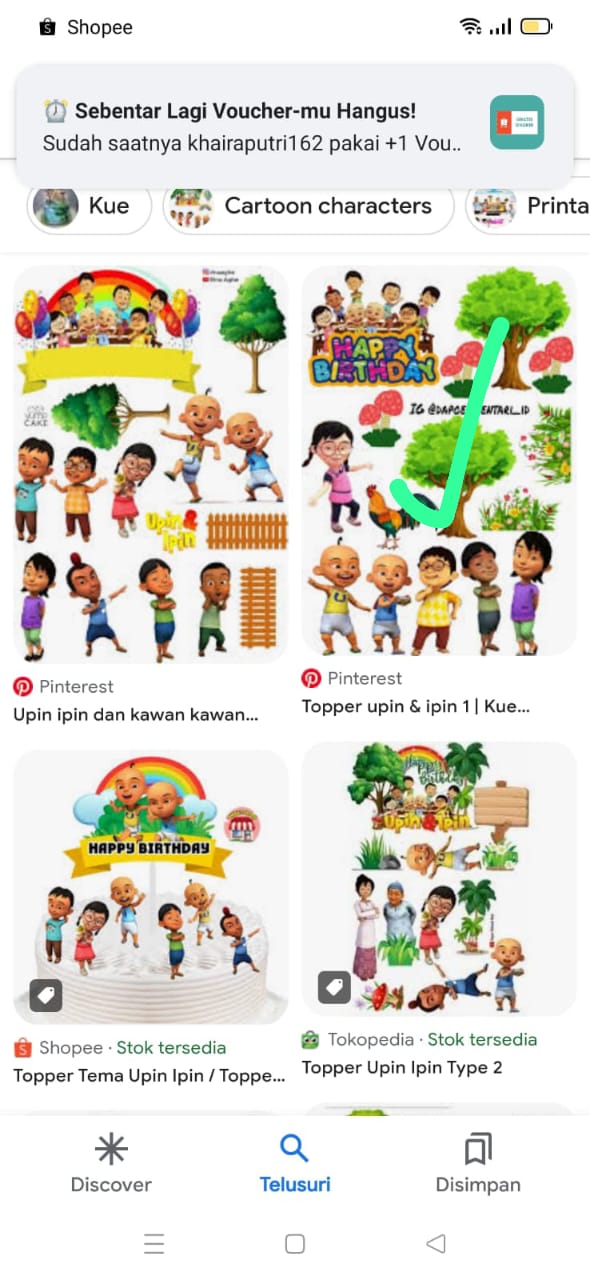 Shopee
Sebentar Lagi Voucher-mu Hangus!
Sudah saatnya khairaputri162 pakai +1 Vou..
Kue
Cartoon characters
Printa
CAKE
Upin &
Ipin
Pinterest
Upin ipin dan kawan kawan...
HAPPY
BIRTHDAY
IG
Pinterest
Topper upin & ipin 1 | Kue...
HAPPY BIRTHDAY
Shopee · Stok tersedia
Topper Tema Upin Ipin / Toppe...
Happy
Birthday
Upin & Ipin
Tokopedia · Stok tersedia
Topper Upin Ipin Type 2
Discover
Telusuri
Disimpan